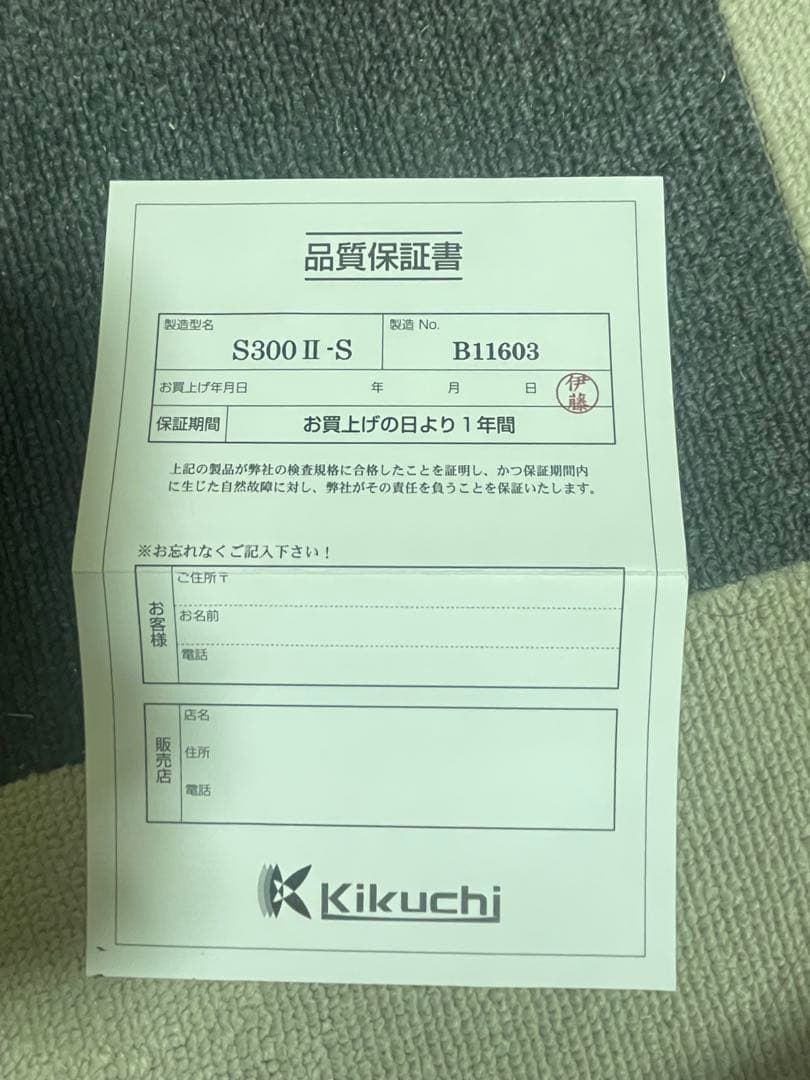 品質保証書
製造型名
S300Ⅱ-S
製造 No.
B11603
お買上げ年月日 年 月 日
伊藤
保証期間 お買上げの日より1年間
上記の製品が弊社の検査規格に合格したことを証明し、かつ保証期間内
に生じた自然故障に対し、弊社がその責任を負うことを保証いたします。
※お忘れなくご記入下さい！
お客様
ご住所〒
お名前
電話
販売店
店名
住所
電話
Kikuchi